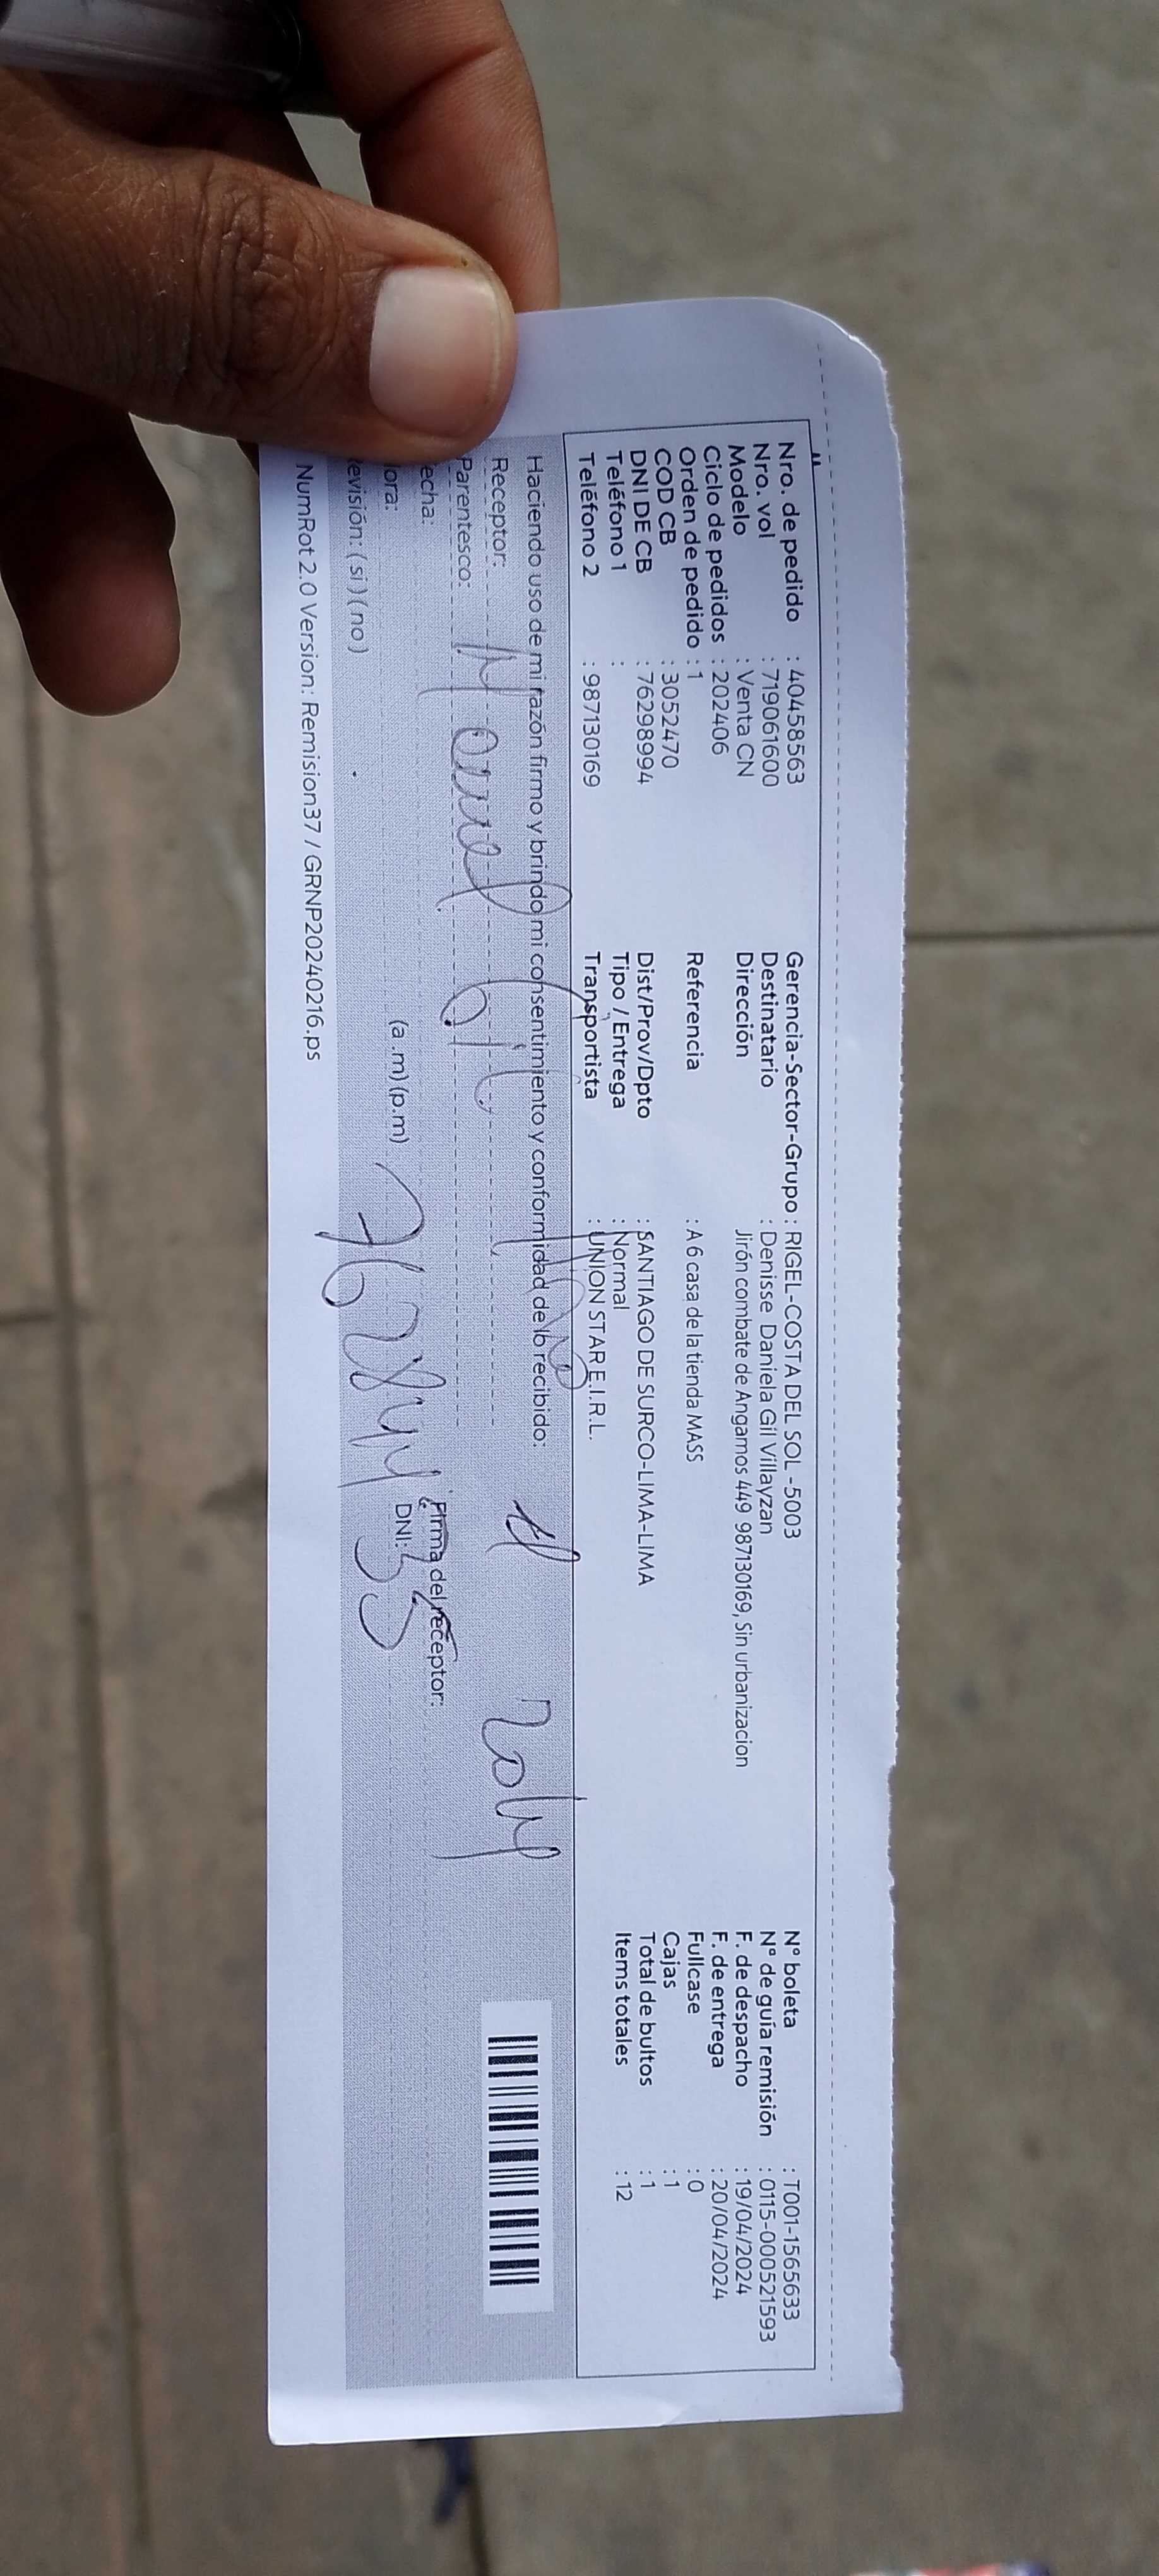 Nro. de pedido : 40458563
Nro. vol : 719061600
Modelo : Venta CN
Ciclo de pedidos : 202406
Orden de pedido : 1
COD CB : 3052470
DNI DE CB : 76298994
Teléfono 1 :
Teléfono 2 : 987130169
Gerencia-Sector-Grupo : RIGEL-COSTA DEL SOL -5003
Destinatario : Denisse Daniela Gil Villayzan
Dirección Jirón combate de Angamos 449 987130169, Sin urbanizacion
Referencia : A 6 casa de la tienda MASS
Dist/Prov/Dpto : SANTIAGO DE SURCO-LIMA-LIMA
Tipo / Entrega : Normal
Transportista : UNION STAR E.I.R.L.
N° boleta : T001-1565633
N° de guía remisión : 0115-000521593
F. de despacho : 19/04/2024
F. de entrega : 20/04/2024
Fullcase : 0
Cajas : 1
Total de bultos : 1
Items totales : 12
Haciendo uso de mi razón firmo y brindo mi consentimiento y conformidad de lo recibido:
Receptor:
Parentesco:
echa:
ora: (a .m) (p.m)
evisión: ( si ) ( no )
Firma del receptor:
DNI:
NumRot 2.0 Version: Remision37 / GRNP20240216.ps